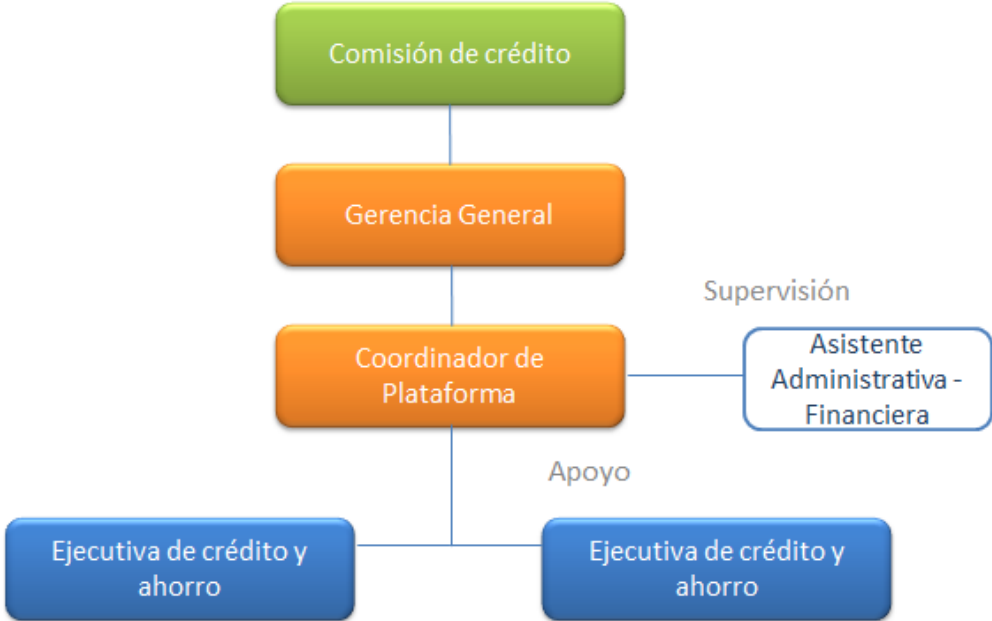 Comisión de crédito
Gerencia General
Supervisión
Coordinador de
Plataforma
Asistente
Administrativa -
Financiera
Apoyo
Ejecutiva de crédito y
ahorro
Ejecutiva de crédito y
ahorro